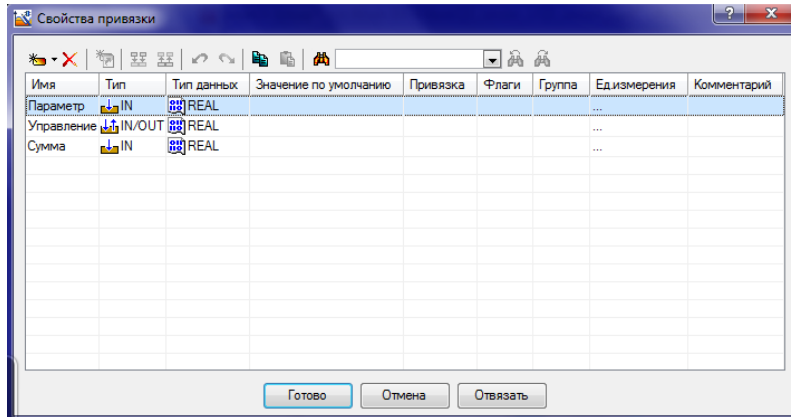 Свойства привязки
Имя Тип Тип данных Значение по умолчанию Привязка Флаги Группа Ед.измерения Комментарий
Параметр IN REAL ...
Управление IN/OUT REAL ...
Сумма IN REAL ...
Готово Отмена Отвязать